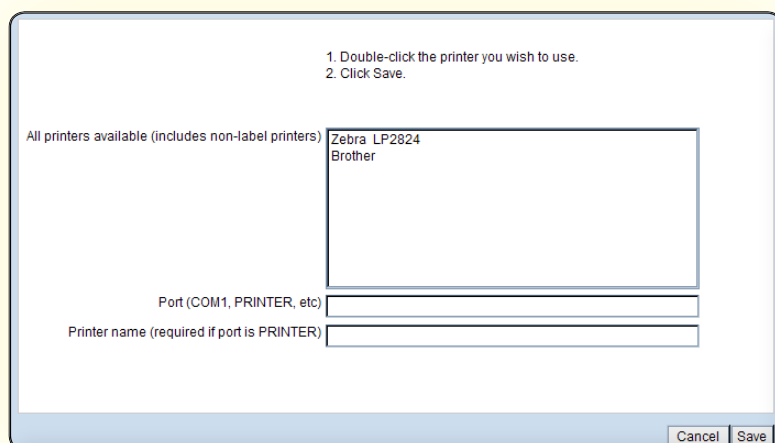 1. Double-click the printer you wish to use.
2. Click Save.
All printers available (includes non-label printers)
Zebra LP2824
Brother
Port (COM1, PRINTER, etc)
Printer name (required if port is PRINTER)
Cancel
Save